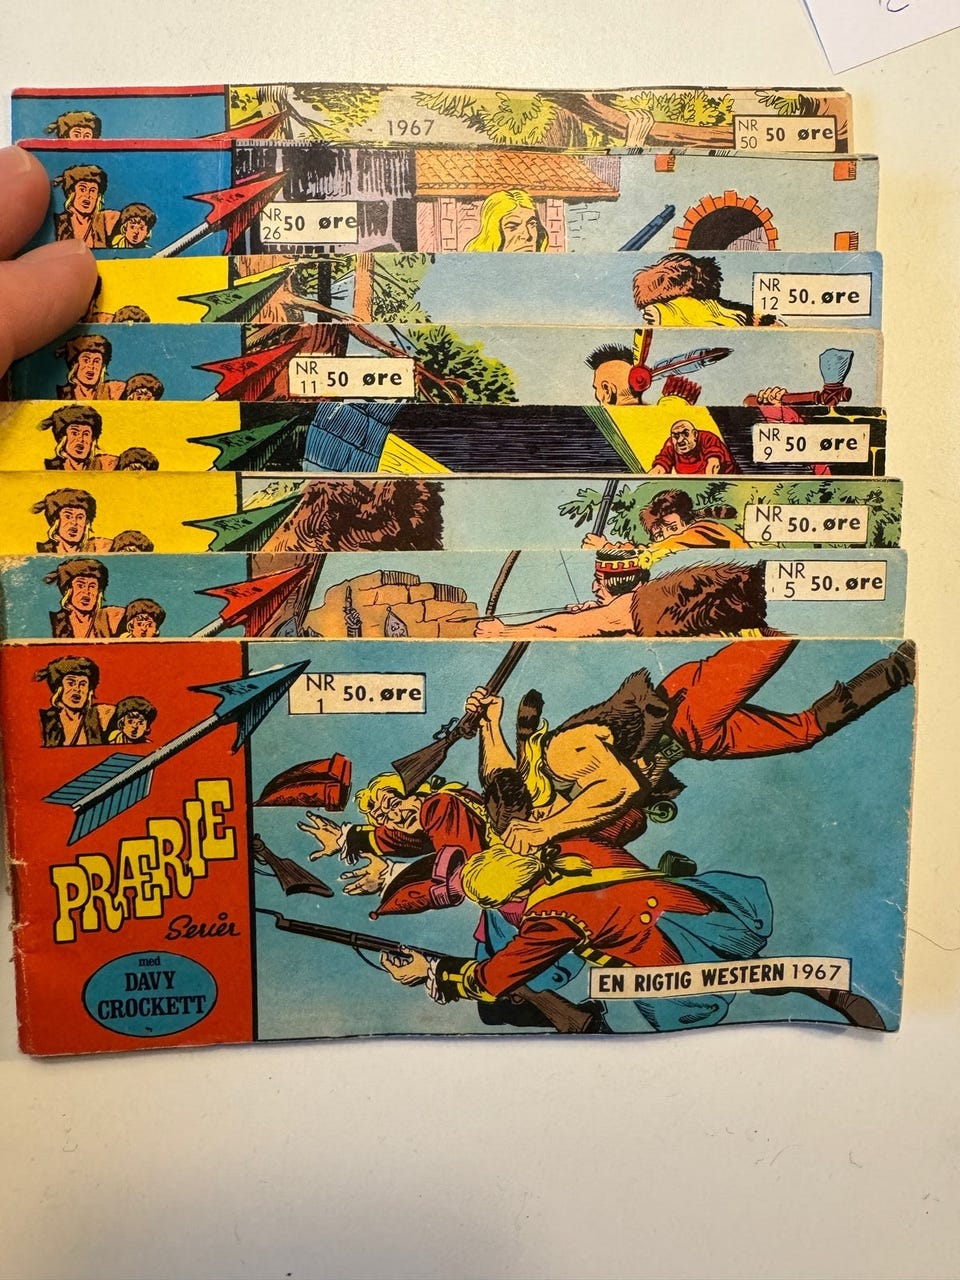 - 1967
NR
50 50 øre
NR
26 50 øre
NR
12 50.øre
NR
11 50 øre
NR
9 50 øre
NR
6 50.øre
NR
5 50.øre
NR
1 50.øre
PRÆRIE
Serier
med
DAVY
CROCKETT
EN RIGTIG WESTERN 1967